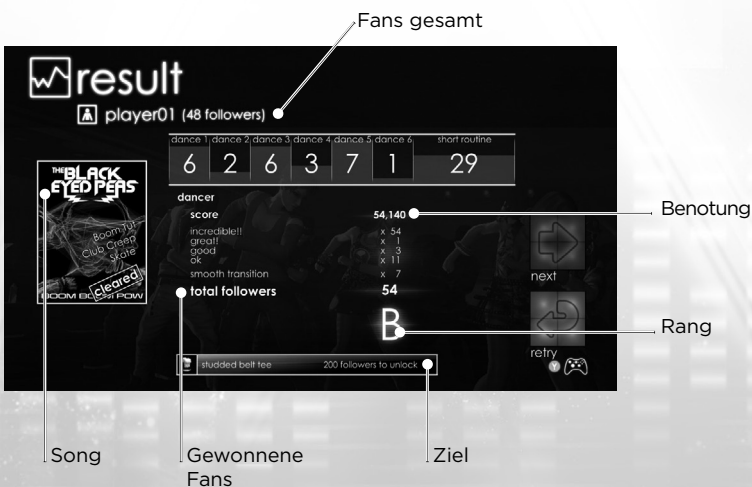 Fans gesamt
result
player01 (48 followers)
dance 1 dance 2 dance 3 dance 4 dance 5 dance 6 short routine
6 2 6 3 7 1 29
THE BLACK
EYED PEAS
Boom Tut
Club Creep
Skate
cleared
BOOM BOOM POW
dancer
score 54,140
incredible!! x 54
great! x 1
good x 3
ok x 11
smooth transition x 7
total followers 54
B
next
retry
Y
studded belt tee 200 followers to unlock
Benotung
Rang
Song
Gewonnene
Fans
Ziel